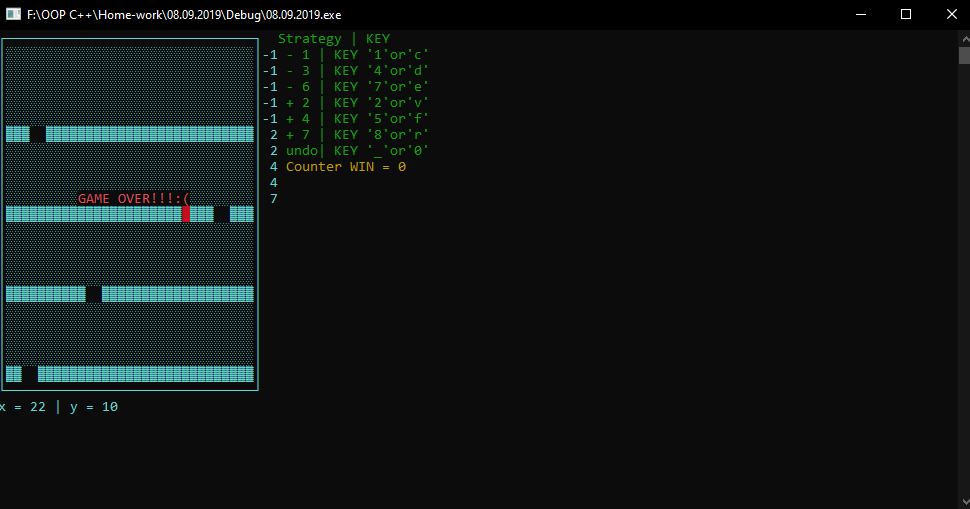 F:\OOP C++\Home-work\08.09.2019\Debug\08.09.2019.exe
Strategy | KEY
-1 - 1 | KEY '1'or'c'
-1 - 3 | KEY '4'or'd'
-1 - 6 | KEY '7'or'e'
-1 + 2 | KEY '2'or'v'
-1 + 4 | KEY '5'or'f'
2 + 7 | KEY '8'or'r'
2 undo| KEY '_'or'0'
4 Counter WIN = 0
4
GAME OVER!!!:( 7
x = 22 | y = 10